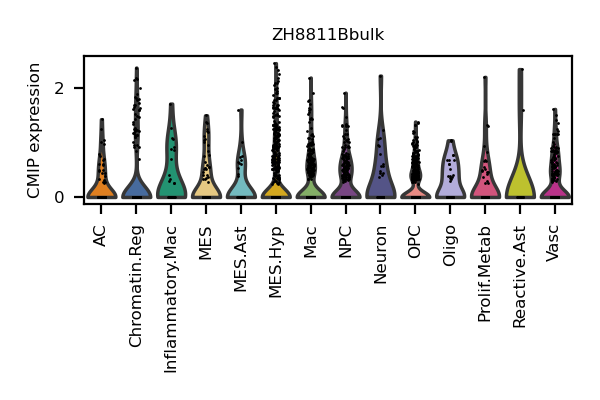 ZH8811Bbulk
CMIP expression
2
0
AC
Chromatin.Reg
Inflammatory.Mac
MES
MES.Ast
MES.Hyp
Mac
NPC
Neuron
OPC
Oligo
Prolif.Metab
Reactive.Ast
Vasc